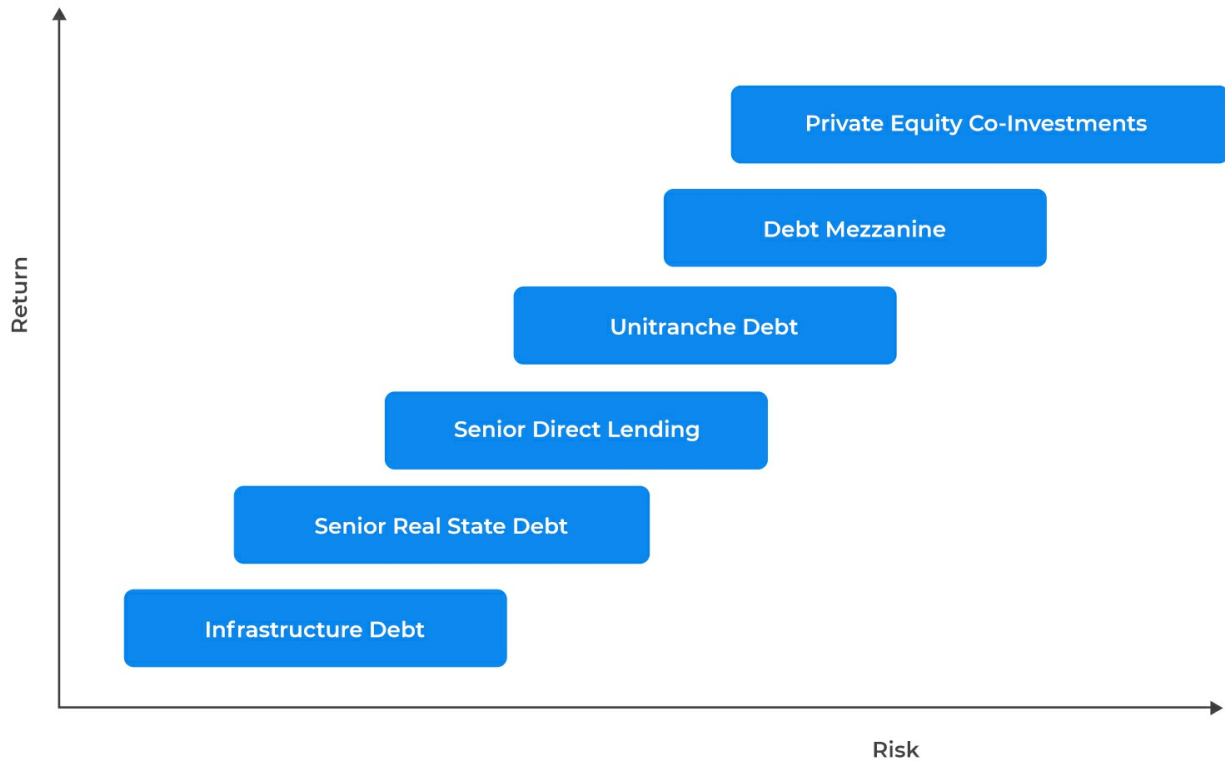 Private Equity Co-Investments
Debt Mezzanine
Return
Unitranche Debt
Senior Direct Lending
Senior Real State Debt
Infrastructure Debt
Risk